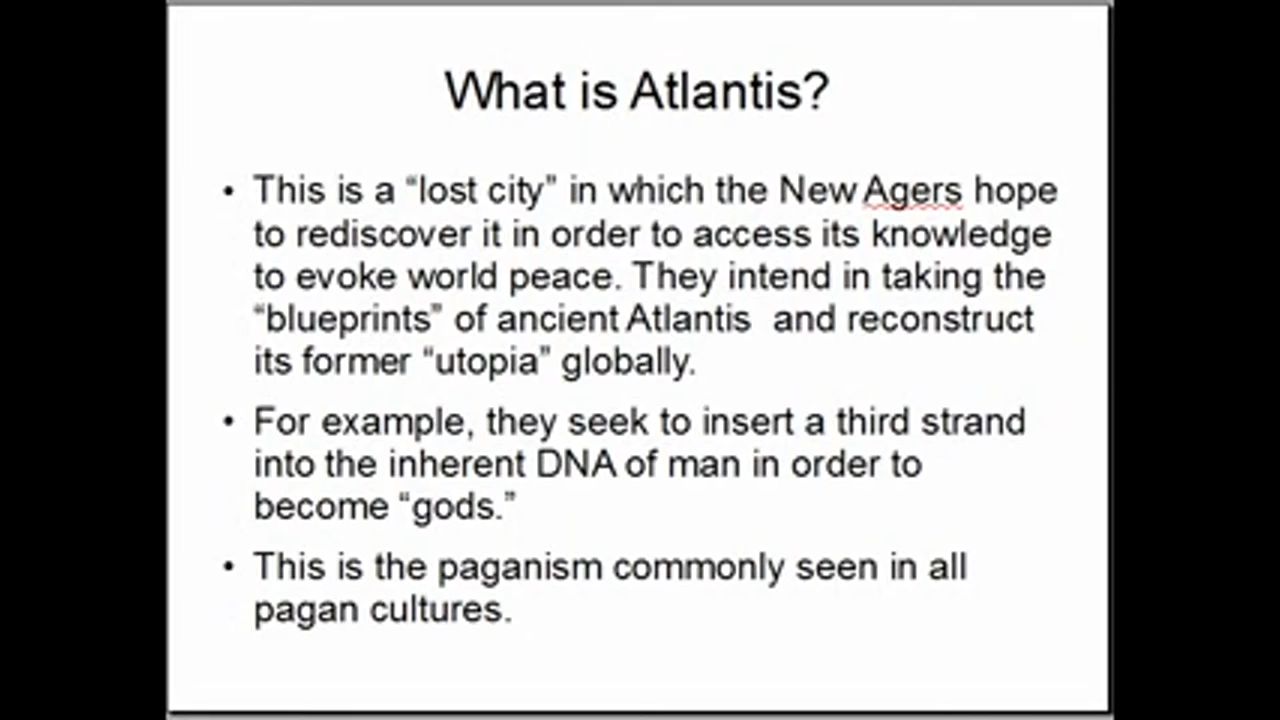 What is Atlantis?
• This is a “lost city” in which the New Agers hope
to rediscover it in order to access its knowledge
to evoke world peace. They intend in taking the
“blueprints” of ancient Atlantis  and reconstruct
its former “utopia” globally.
• For example, they seek to insert a third strand
into the inherent DNA of man in order to
become “gods.”
• This is the paganism commonly seen in all
pagan cultures.